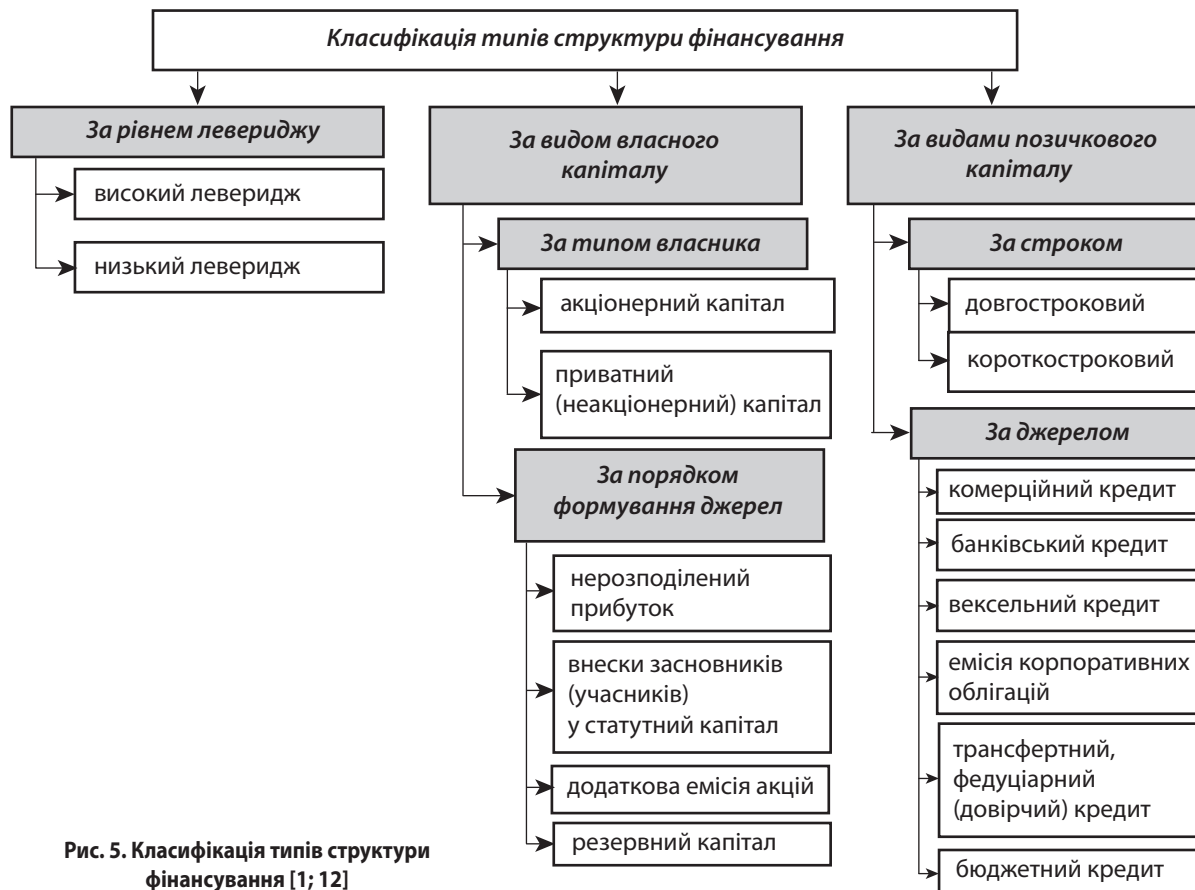 Класифікація типів структури фінансування
За рівнем левериджу
високий леверидж
низький леверидж
За видом власного
капіталу
За типом власника
акціонерний капітал
приватний
(неакціонерний) капітал
За порядком
формування джерел
нерозподілений
прибуток
внески засновників
(учасників)
у статутний капітал
додаткова емісія акцій
резервний капітал
За видами позичкового
капіталу
За строком
довгостроковий
короткостроковий
За джерелом
комерційний кредит
банківський кредит
вексельний кредит
емісія корпоративних
облігацій
трансфертний,
федуціарний
(довірчий) кредит
бюджетний кредит
Рис. 5. Класифікація типів структури
фінансування [1; 12]